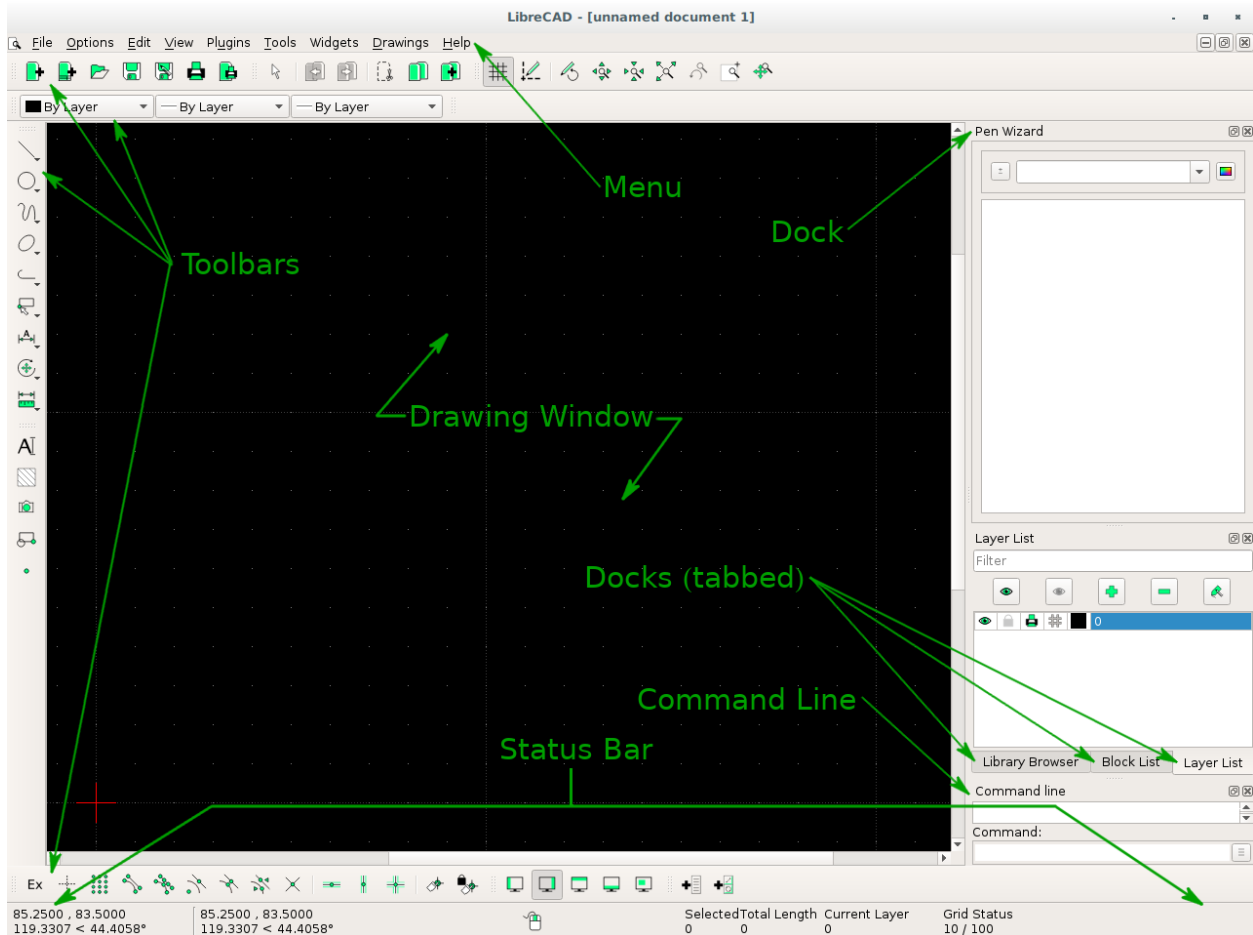 LibreCAD - [unnamed document 1]
File Options Edit View Plugins Tools Widgets Drawings Help
By Layer By Layer By Layer
Pen Wizard
Menu
Dock
Toolbars
Drawing Window
A
Layer List
Filter
Docks (tabbed)
0
Command Line
Status Bar
Library Browser Block List Layer List
Command line
Command:
Ex
85.2500 , 83.5000 85.2500 , 83.5000 Selected Total Length Current Layer Grid Status
119.3307 < 44.4058° 119.3307 < 44.4058° 0 0 0 10 / 100